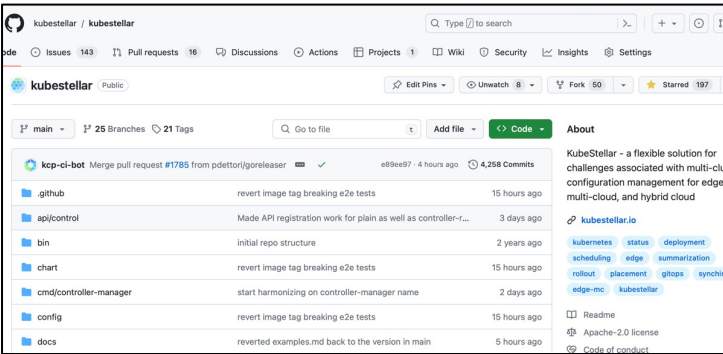 kubestellar / kubestellar
Type / to search
Issues 143 Pull requests 16 Discussions Actions Projects 1 Wiki Security Insights Settings
kubestellar Public
Edit Pins Unwatch 8 Fork 50 Starred 197
main 25 Branches 21 Tags
Go to file t Add file Code
About
kcp-ci-bot Merge pull request #1785 from pdettori/goreleaser e89ee97 · 4 hours ago 4,258 Commits
.github revert image tag breaking e2e tests 15 hours ago
api/control Made API registration work for plain as well as controller-r... 3 days ago
bin initial repo structure 2 years ago
chart revert image tag breaking e2e tests 15 hours ago
cmd/controller-manager start harmonizing on controller-manager name 2 days ago
config revert image tag breaking e2e tests 15 hours ago
docs reverted examples.md back to the version in main 5 hours ago
KubeStellar - a flexible solution for
challenges associated with multi-clu
configuration management for edge
multi-cloud, and hybrid cloud
kubestellar.io
kubernetes status deployment
scheduling edge summarization
rollout placement gitops synchi
edge-mc kubestellar
Readme
Apache-2.0 license
Code of conduct